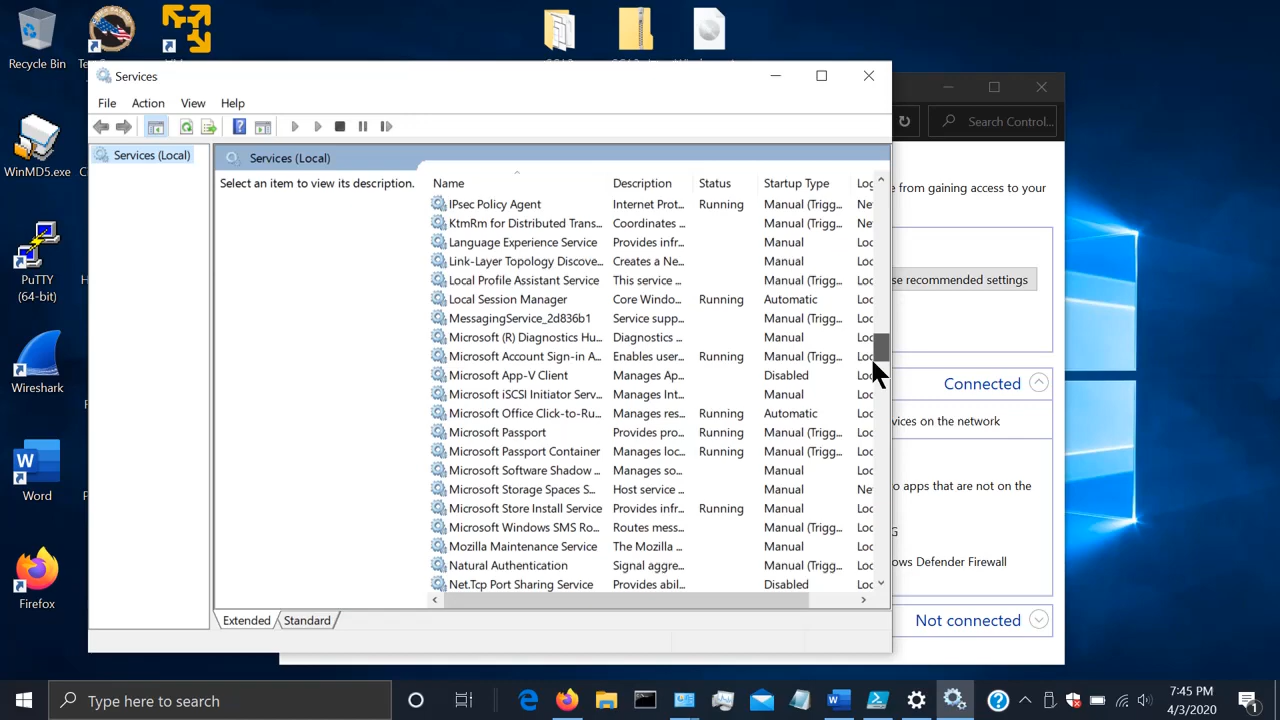 Recycle Bin
WinMD5.exe
PuTTY
(64-bit)
Wireshark
Word
Firefox
Services
File Action View Help
Services (Local)
Services (Local)
Select an item to view its description.
Name Description Status Startup Type Log
IPsec Policy Agent Internet Prot... Running Manual (Trigg... Net
KtmRm for Distributed Trans... Coordinates ... Manual (Trigg... Net
Language Experience Service Provides infr... Manual Loc
Link-Layer Topology Discove... Creates a Ne... Manual Loc
Local Profile Assistant Service This service ... Manual (Trigg... Loc
Local Session Manager Core Windo... Running Automatic Loc
MessagingService_2d836b1 Service supp... Manual (Trigg... Loc
Microsoft (R) Diagnostics Hu... Diagnostics ... Manual Loc
Microsoft Account Sign-in A... Enables user... Running Manual (Trigg... Loc
Microsoft App-V Client Manages Ap... Disabled Loc
Microsoft iSCSI Initiator Serv... Manages Int... Manual Loc
Microsoft Office Click-to-Ru... Manages res... Running Automatic Loc
Microsoft Passport Provides pro... Running Manual (Trigg... Loc
Microsoft Passport Container Manages loc... Running Manual (Trigg... Loc
Microsoft Software Shadow ... Manages so... Manual Loc
Microsoft Storage Spaces S... Host service ... Manual Net
Microsoft Store Install Service Provides infr... Running Manual Loc
Microsoft Windows SMS Ro... Routes mess... Manual (Trigg... Loc
Mozilla Maintenance Service The Mozilla ... Manual Loc
Natural Authentication Signal aggre... Manual (Trigg... Loc
Net.Tcp Port Sharing Service Provides abil... Disabled Loc
Extended Standard
Search Control...
e from gaining access to your
se recommended settings
Connected
vices on the network
o apps that are not on the
ows Defender Firewall
Not connected
Type here to search
7:45 PM
4/3/2020
1